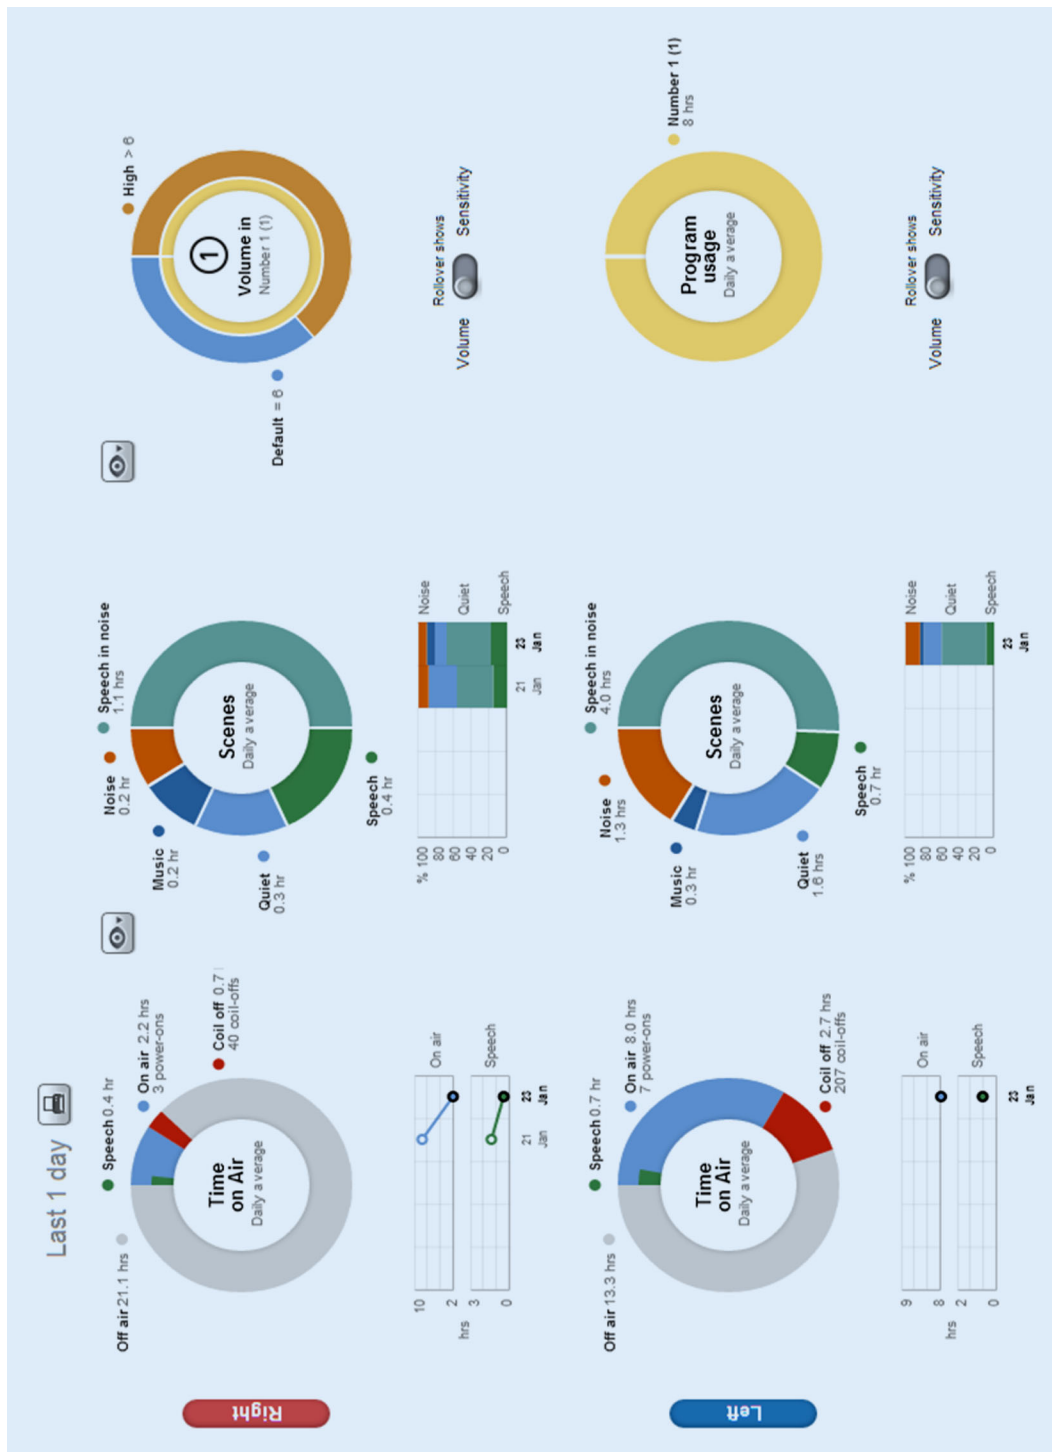 Last 1 day
Right
Off air 21.1 hrs
Speech 0.4 hr
On air 2.2 hrs
3 power-ons
Coil off 0.7
40 coil-offs
Time
on Air
Daily average
hrs
10
2
3
0
On air
Speech
21
Jan
23
Jan
Noise
0.2 hr
Speech in noise
1.1 hrs
Music
0.2 hr
Quiet
0.3 hr
Speech
0.4 hr
Scenes
Daily average
% 100
80
60
40
20
0
Noise
Quiet
Speech
21
Jan
23
Jan
High > 6
Default = 6
1
Volume in
Number 1 (1)
Rollover shows
Volume
Sensitivity
Left
Off air 13.3 hrs
Speech 0.7 hr
On air 8.0 hrs
7 power-ons
Coil off 2.7 hrs
207 coil-offs
Time
on Air
Daily average
hrs
9
8
2
0
On air
Speech
23
Jan
Noise
1.3 hrs
Speech in noise
4.0 hrs
Music
0.3 hr
Quiet
1.6 hrs
Speech
0.7 hr
Scenes
Daily average
% 100
80
60
40
20
0
Noise
Quiet
Speech
23
Jan
Number 1 (1)
8 hrs
Program
usage
Daily average
Rollover shows
Volume
Sensitivity